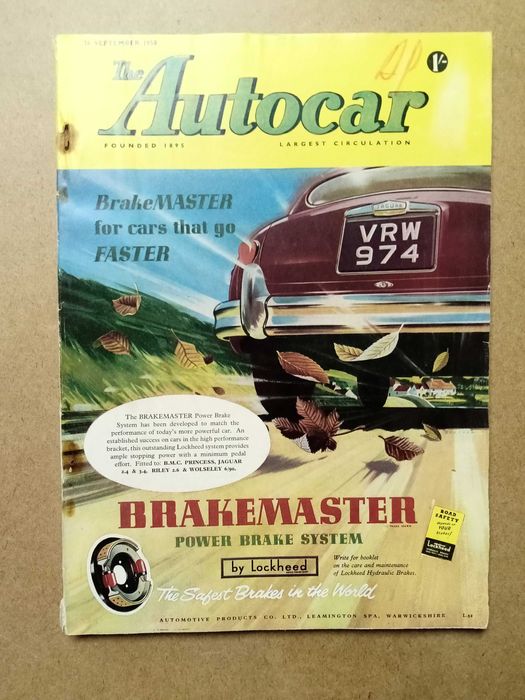 SEPTEMBER 1958
The
Autocar
1/-
FOUNDED 1895
LARGEST CIRCULATION
BrakeMASTER
for cars that go
FASTER
JAGUAR
VRW
974
The BRAKEMASTER Power Brake
System has been developed to match the
performance of today's more powerful car. An
established success on cars in the high performance
bracket, this outstanding Lockheed system provides
ample stopping power with a minimum pedal
effort. Fitted to: B.M.C. PRINCESS, JAGUAR
2.4 & 3.4, RILEY 2.6 & WOLSELEY 6/90.
BRAKEMASTER
TRADE MARK
POWER BRAKE SYSTEM
by Lockheed
ROAD
SAFETY
depends on
YOUR
brakes!
Lockheed
Write for booklet
on the care and maintenance
of Lockheed Hydraulic Brakes.
The Safest Brakes in the World
AUTOMOTIVE PRODUCTS CO. LTD., LEAMINGTON SPA, WARWICKSHIRE